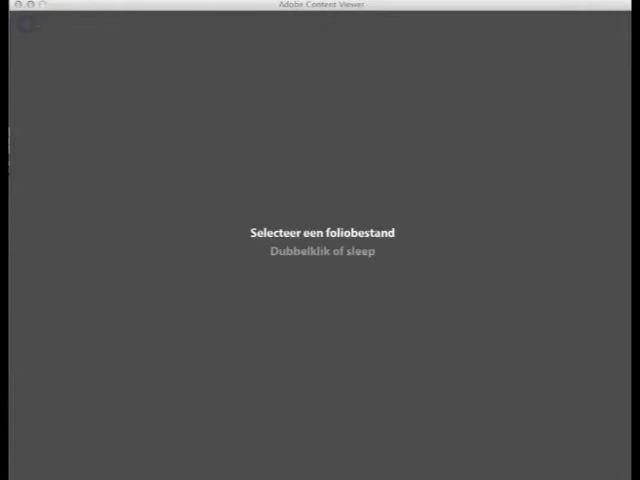 Adobe Content Viewer
Selecteer een foliobestand
Dubbelklik of sleep